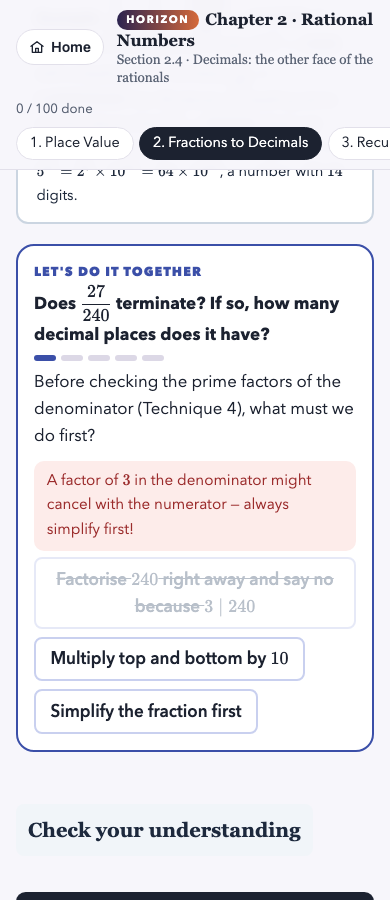 Home
HORIZON Chapter 2 · Rational
Numbers
Section 2.4 · Decimals: the other face of the
rationals
0 / 100 done
1. Place Value
2. Fractions to Decimals
3. Recu
, a number with 14
digits.
LET'S DO IT TOGETHER
Does 27/240 terminate? If so, how many
decimal places does it have?
Before checking the prime factors of the
denominator (Technique 4), what must we
do first?
A factor of 3 in the denominator might
cancel with the numerator – always
simplify first!
Factorise 240 right away and say no
because 3 | 240
Multiply top and bottom by 10
Simplify the fraction first
Check your understanding